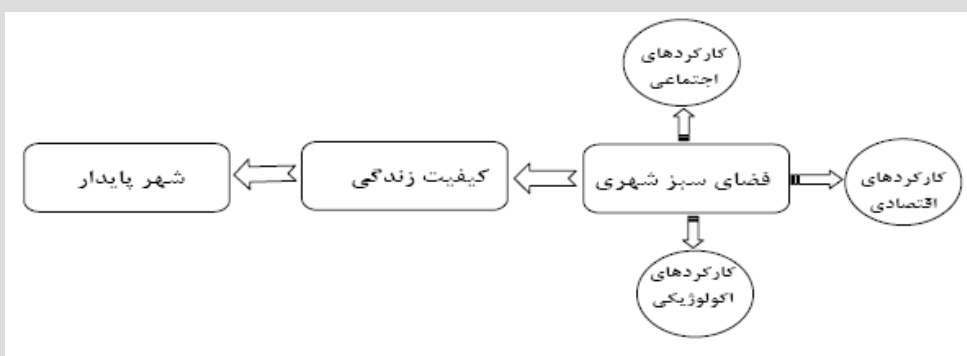 کارکردهای
اجتماعی
کارکردهای
اقتصادی
فضای سبز شهری
کیفیت زندگی
شهر پایدار
کارکردهای
اکولوژیکی